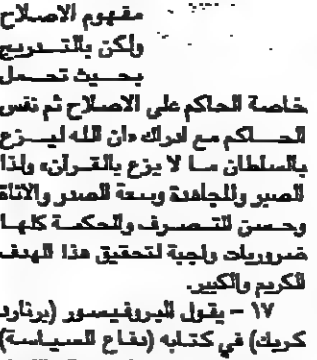 مفهوم الاصلاح
ولكن بالتدريج
بحيث تحمل
خاصة الحاكم على الاصلاح ثم نفس
الحاكم مع ادراك «ان الله ليزع
بالسلطان ما لا يزع بالقرآن» ولذا
الصبر والمجاهدة وسعة الصدر والاناة
وحسن التصرف والحكمة كلها
ضروريات واجبة لتحقيق هذا الهدف
الكريم والكبير.
١٧ - يقول البروفيسور (برنارد
كريك) في كتابه (دفاع السياسة)